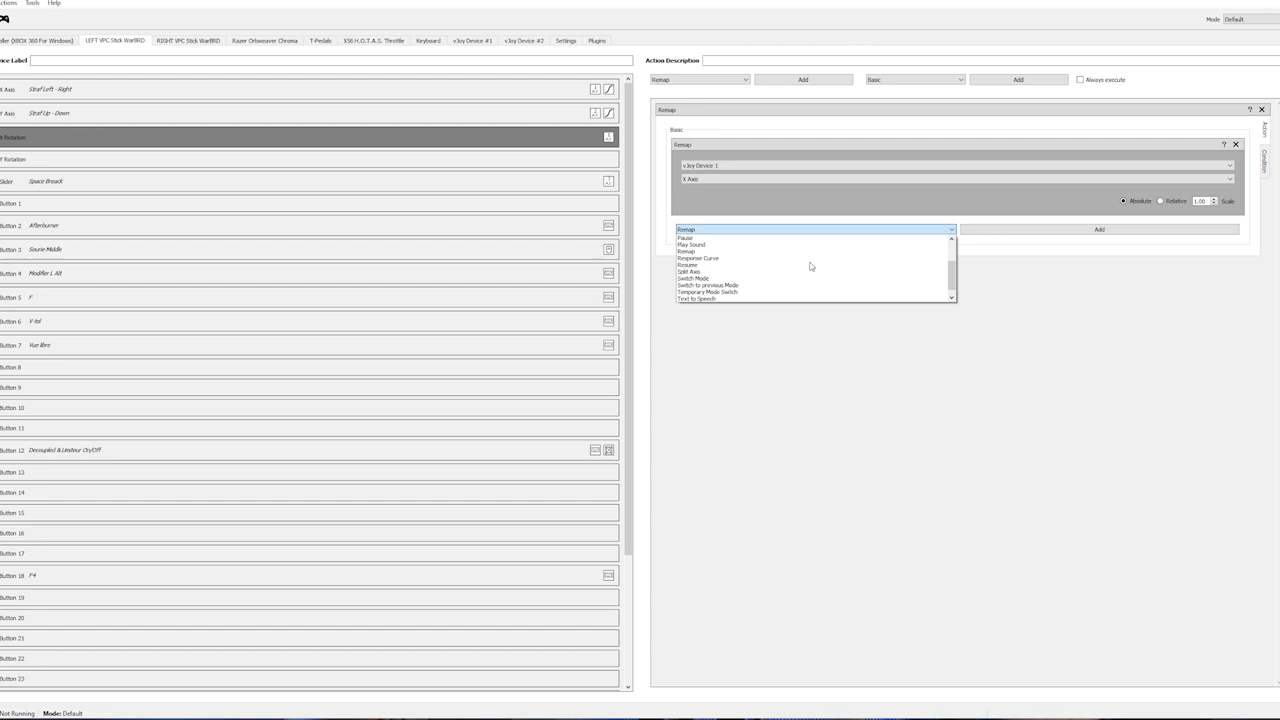 Tools Help
Mode Default
(XBOX 360 For Windows) LEFT VPC Stick WarBRD RIGHT VPC Stick WarBRD Razer Orbweaver Chroma T-Pedals X56 H.O.T.A.S. Throttle Keyboard vJoy Device #1 vJoy Device #2 Settings Plugins
Label
Action Description
Remap Add Basic Add Always execute
Axis Straf Left - Right
Y Axis Straf Up - Down
X Rotation
Y Rotation
Slider Space Breack
Button 1
Button 2 Afterburner
Button 3 Sourie Middle
Button 4 Modifier L Alt
Button 5 F
Button 6 V-tol
Button 7 Vue libre
Button 8
Button 9
Button 10
Button 11
Button 12 Decoupled & Limiteur On/Off
Button 13
Button 14
Button 15
Button 16
Button 17
Button 18 F4
Button 19
Button 20
Button 21
Button 22
Button 23
Remap ?
Action
Condition
Basic
Remap ?
vJoy Device 1
X Axis
Absolute Relative 1.00 Scale
Remap Add
Pause
Play Sound
Remap
Response Curve
Resume
Split Axis
Switch Mode
Switch to previous Mode
Temporary Mode Switch
Text to Speech
Not Running Mode: Default